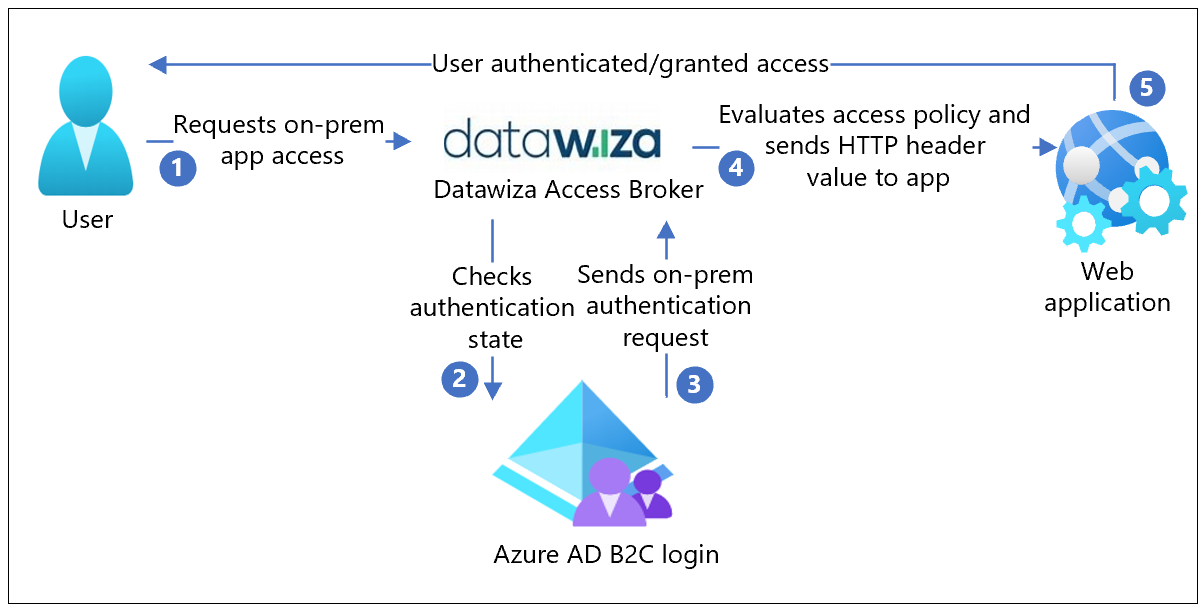 User authenticated/granted access
5
Requests on-prem
app access
1
User
datawiza
Datawiza Access Broker
Evaluates access policy and
sends HTTP header
value to app
4
Web
application
Checks
authentication
state
2
Sends on-prem
authentication
request
3
Azure AD B2C login